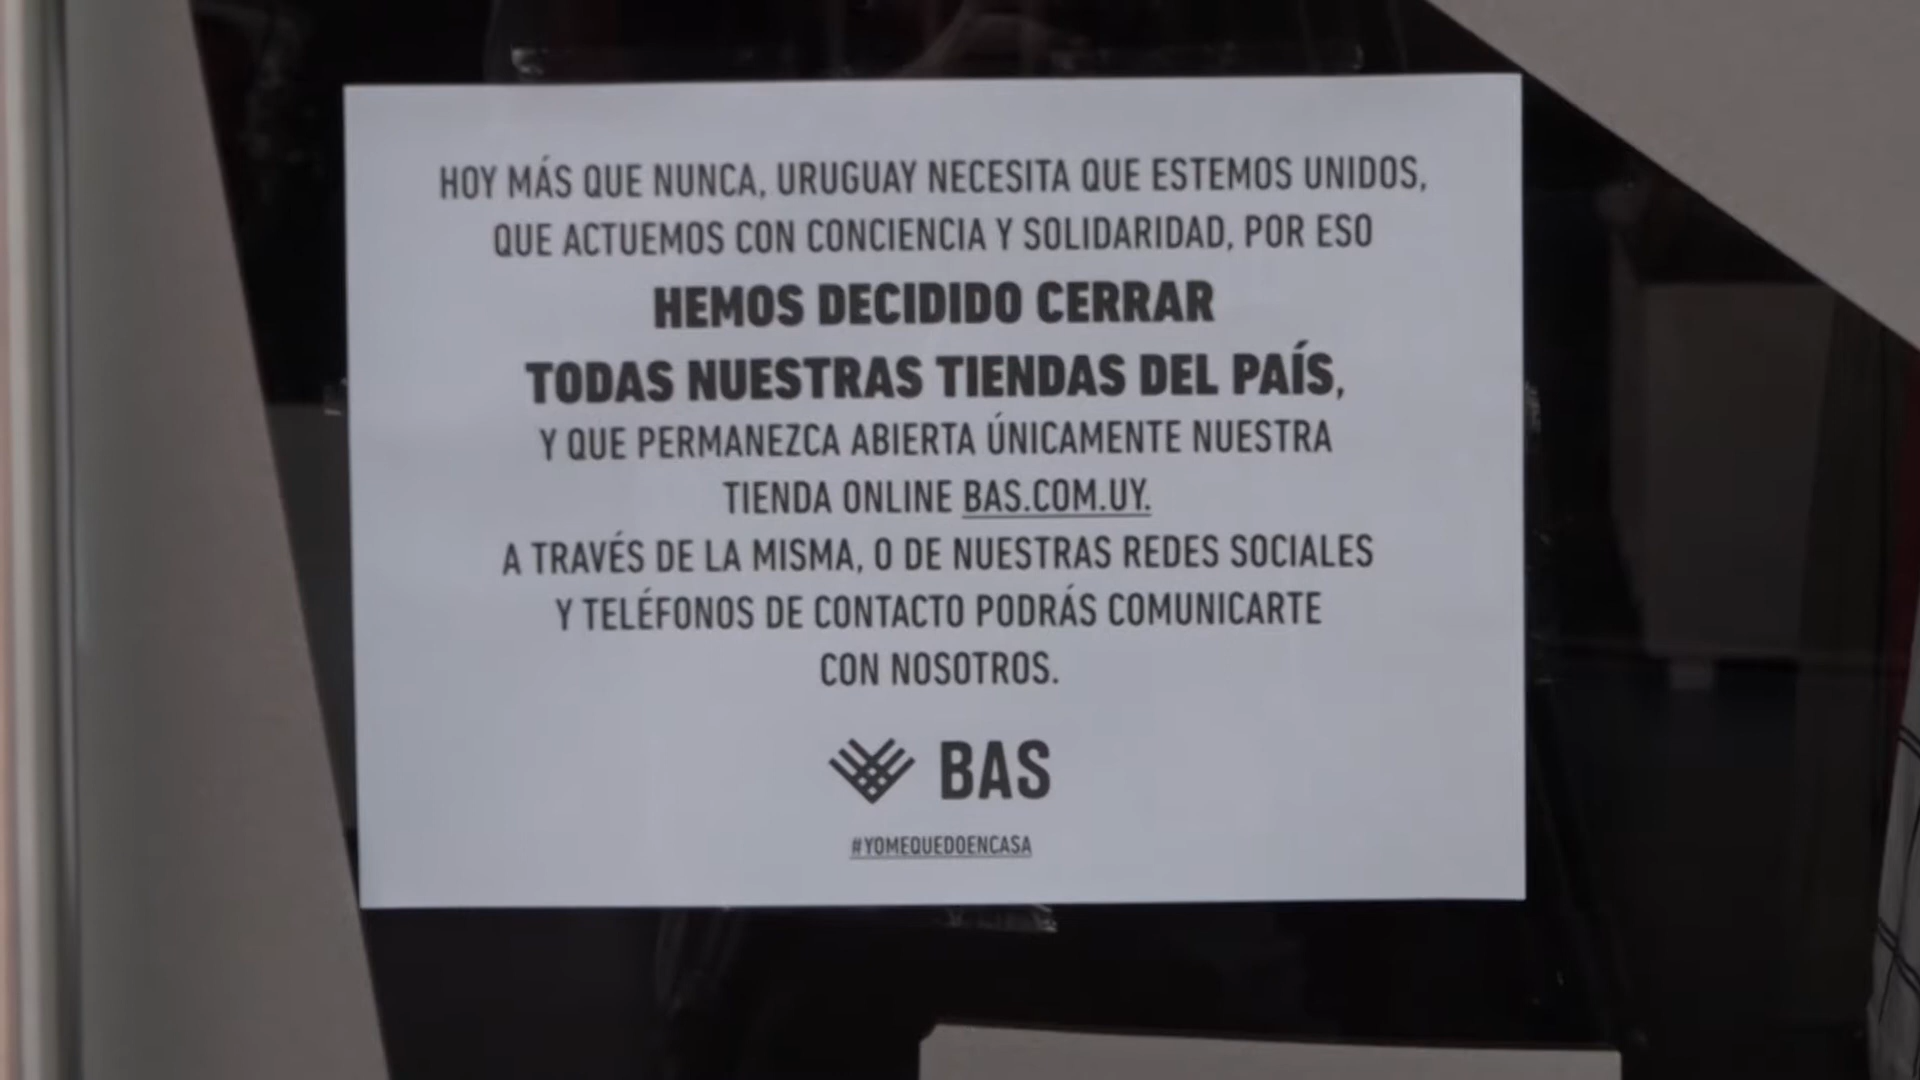 HOY MÁS QUE NUNCA, URUGUAY NECESITA QUE ESTEMOS UNIDOS,
QUE ACTUEMOS CON CONCIENCIA Y SOLIDARIDAD, POR ESO
HEMOS DECIDIDO CERRAR
TODAS NUESTRAS TIENDAS DEL PAÍS,
Y QUE PERMANEZCA ABIERTA ÚNICAMENTE NUESTRA
TIENDA ONLINE BAS.COM.UY.
A TRAVÉS DE LA MISMA, O DE NUESTRAS REDES SOCIALES
Y TELÉFONOS DE CONTACTO PODRÁS COMUNICARTE
CON NOSOTROS.
BAS
#YOMEQUEDOENCASA